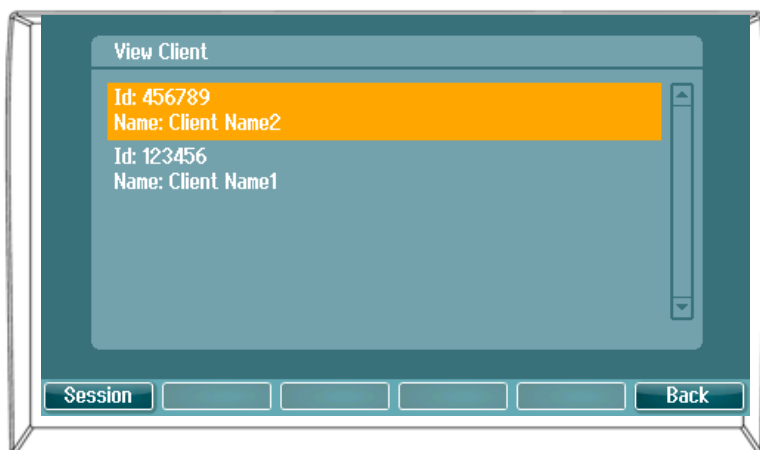 View Client
Id: 456789
Name: Client Name2
Id: 123456
Name: Client Name1
Session
Back